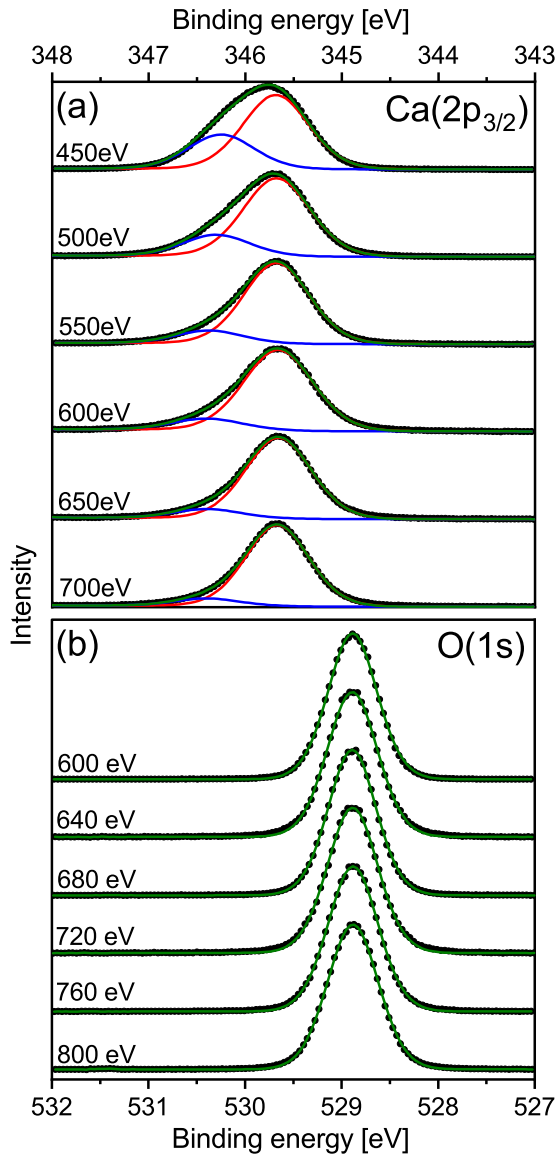 Binding energy [eV]
348 347 346 345 344 343
(a) Ca(2p3/2)
450eV
500eV
550eV
600eV
650eV
700eV
Intensity
(b) O(1s)
600 eV
640 eV
680 eV
720 eV
760 eV
800 eV
532 531 530 529 528 527
Binding energy [eV]